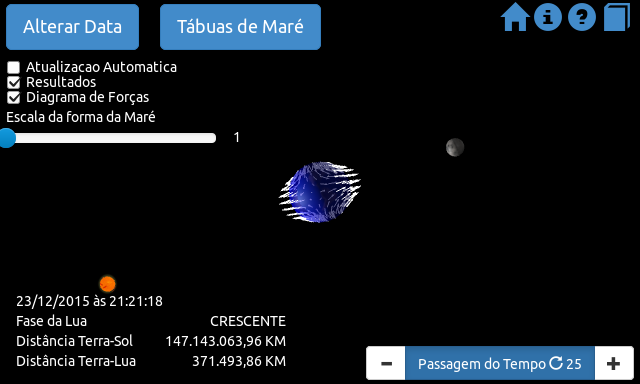 Alterar Data
Tábuas de Maré
Atualizacao Automatica
Resultados
Diagrama de Forças
Escala da forma da Maré
1
23/12/2015 às 21:21:18
Fase da Lua CRESCENTE
Distância Terra-Sol 147.143.063,96 KM
Distância Terra-Lua 371.493,86 KM
Passagem do Tempo 25